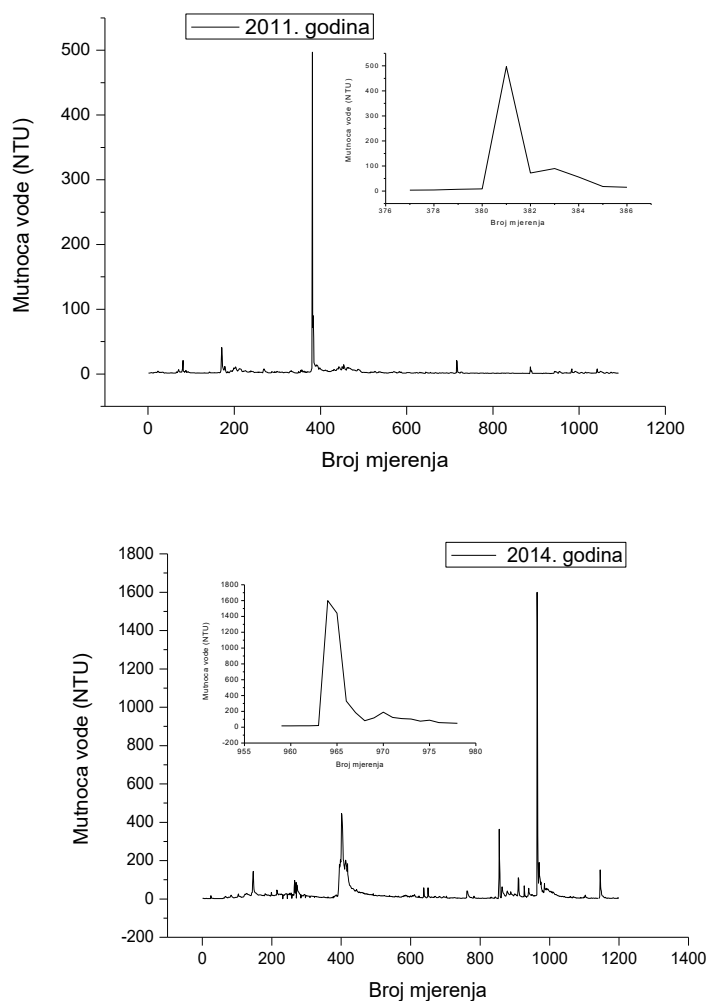 2011. godina
500
400
300
200
100
0
Mutnoca vode (NTU)
0 200 400 600 800 1000 1200
Broj mjerenja
500
400
300
200
100
0
Mutnoca vode (NTU)
376 378 380 382 384 386
Broj mjerenja
2014. godina
1800
1600
1400
1200
1000
800
600
400
200
0
-200
Mutnoca vode (NTU)
0 200 400 600 800 1000 1200 1400
Broj mjerenja
1800
1600
1400
1200
1000
800
600
400
200
0
-200
Mutnoca vode (NTU)
955 960 965 970 975 980
Broj mjerenja